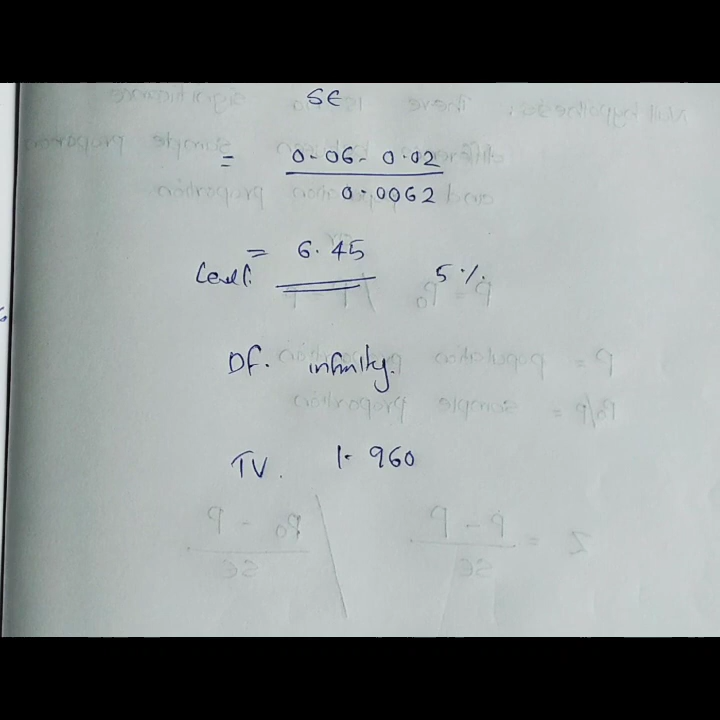 SE
= 0.06 - 0.02
0.0062
= 6.45
Level. 5%
DF. infinity.
TV. 1.960